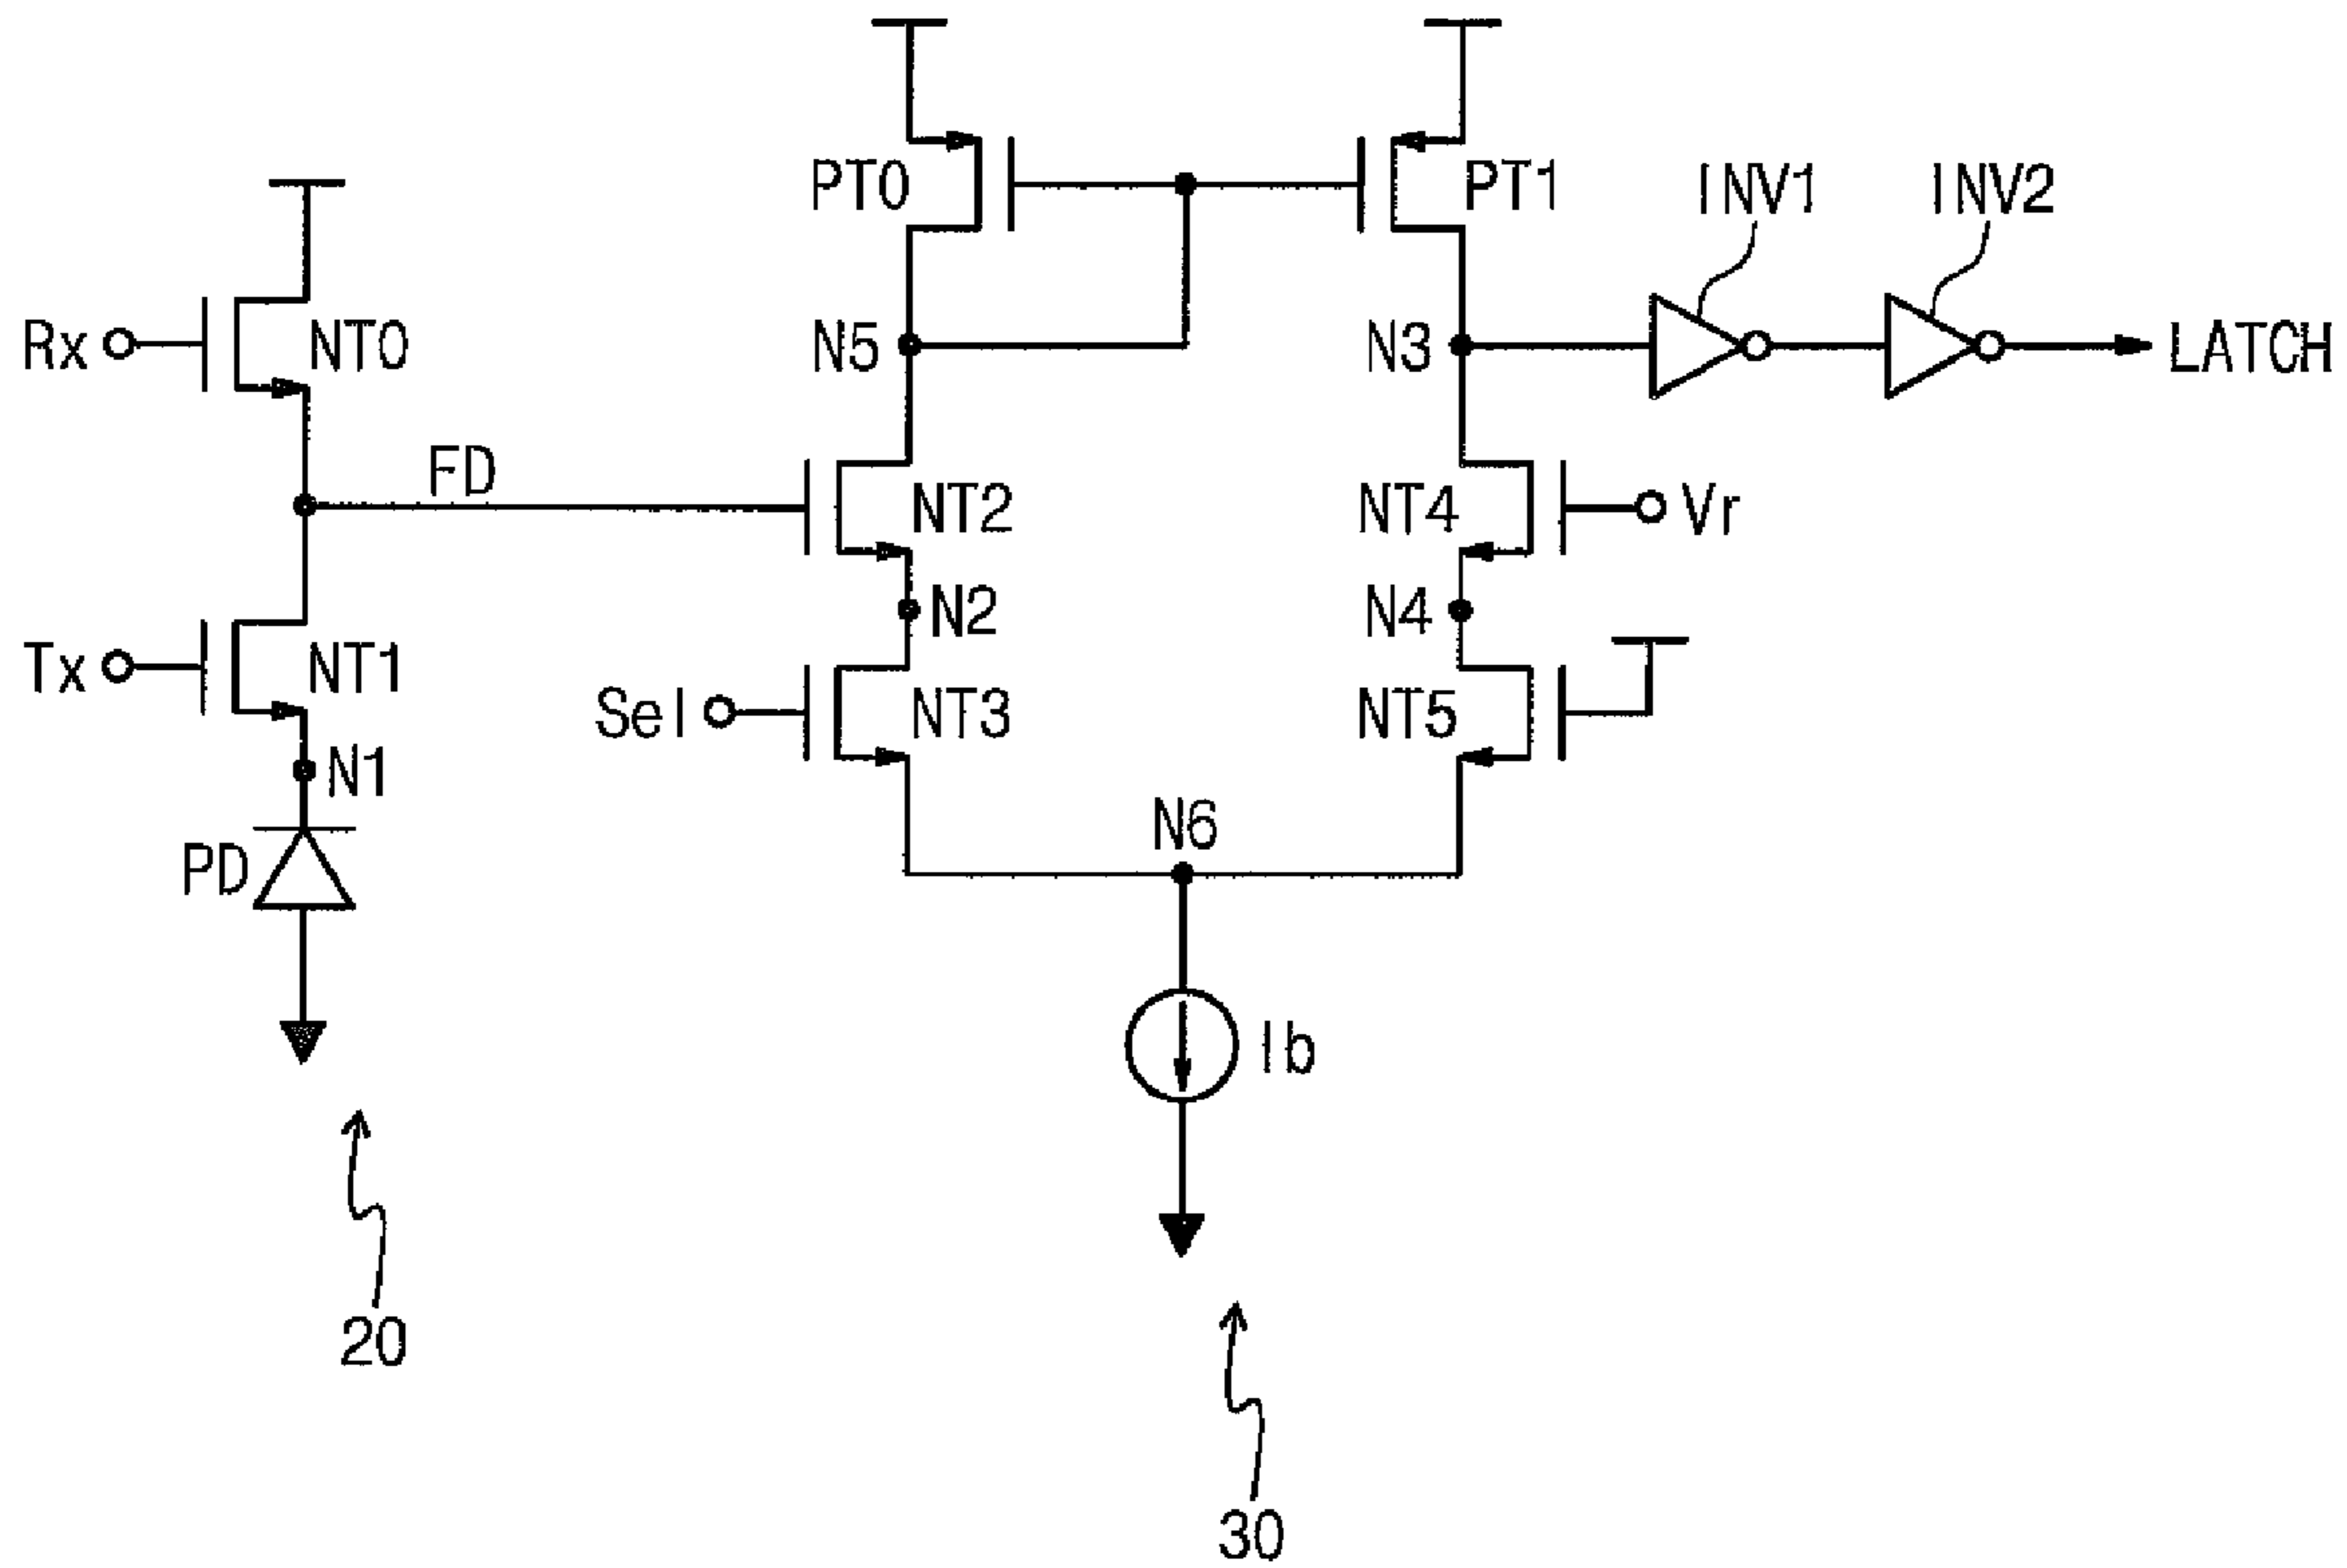 PT0
PT1
INV1
INV2
Rx
NT0
N5
N3
LATCH
FD
NT2
NT4
Vr
N2
N4
Tx
NT1
Sel
NT3
NT5
N1
N6
PD
Ib
20
30